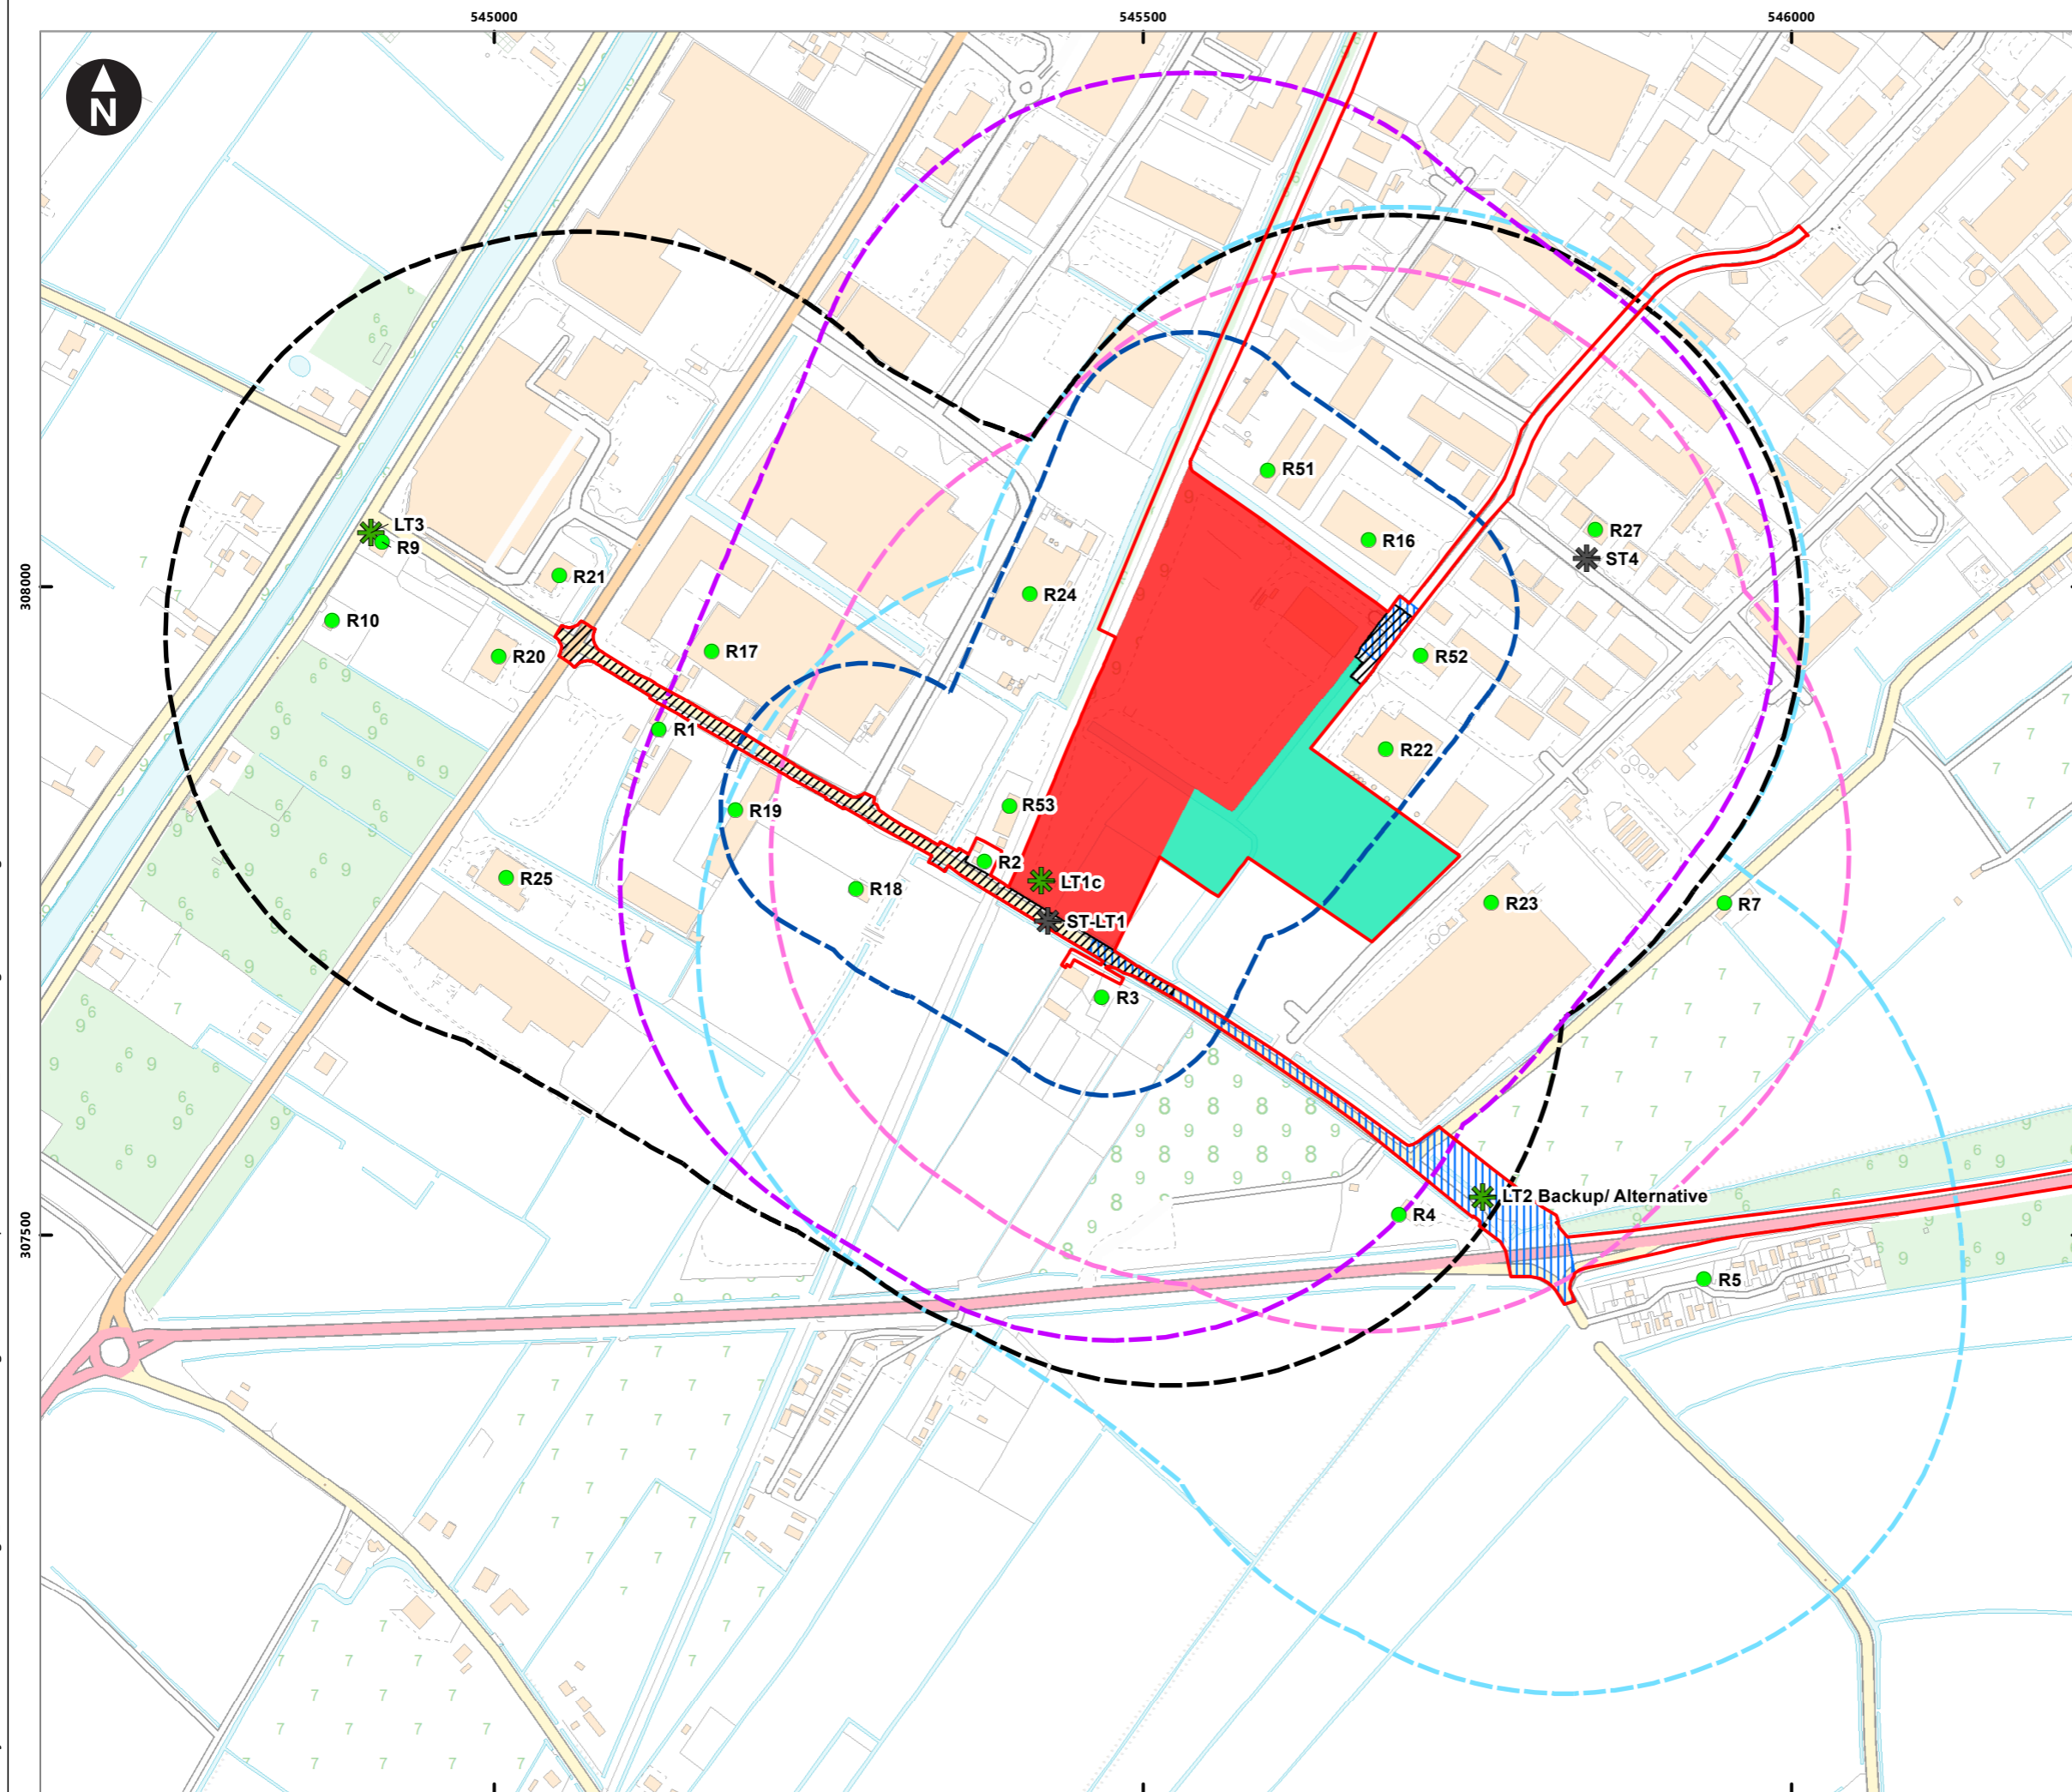 545000
545500
546000
N
308000
307500
R51
LT3
R9
R16
R27
ST4
R21
R24
R10
R20
R17
R52
R1
R22
R19
R53
R2
LT1c
R25
R18
R23
R7
ST-LT1
R3
LT2 Backup/ Alternative
R4
R5